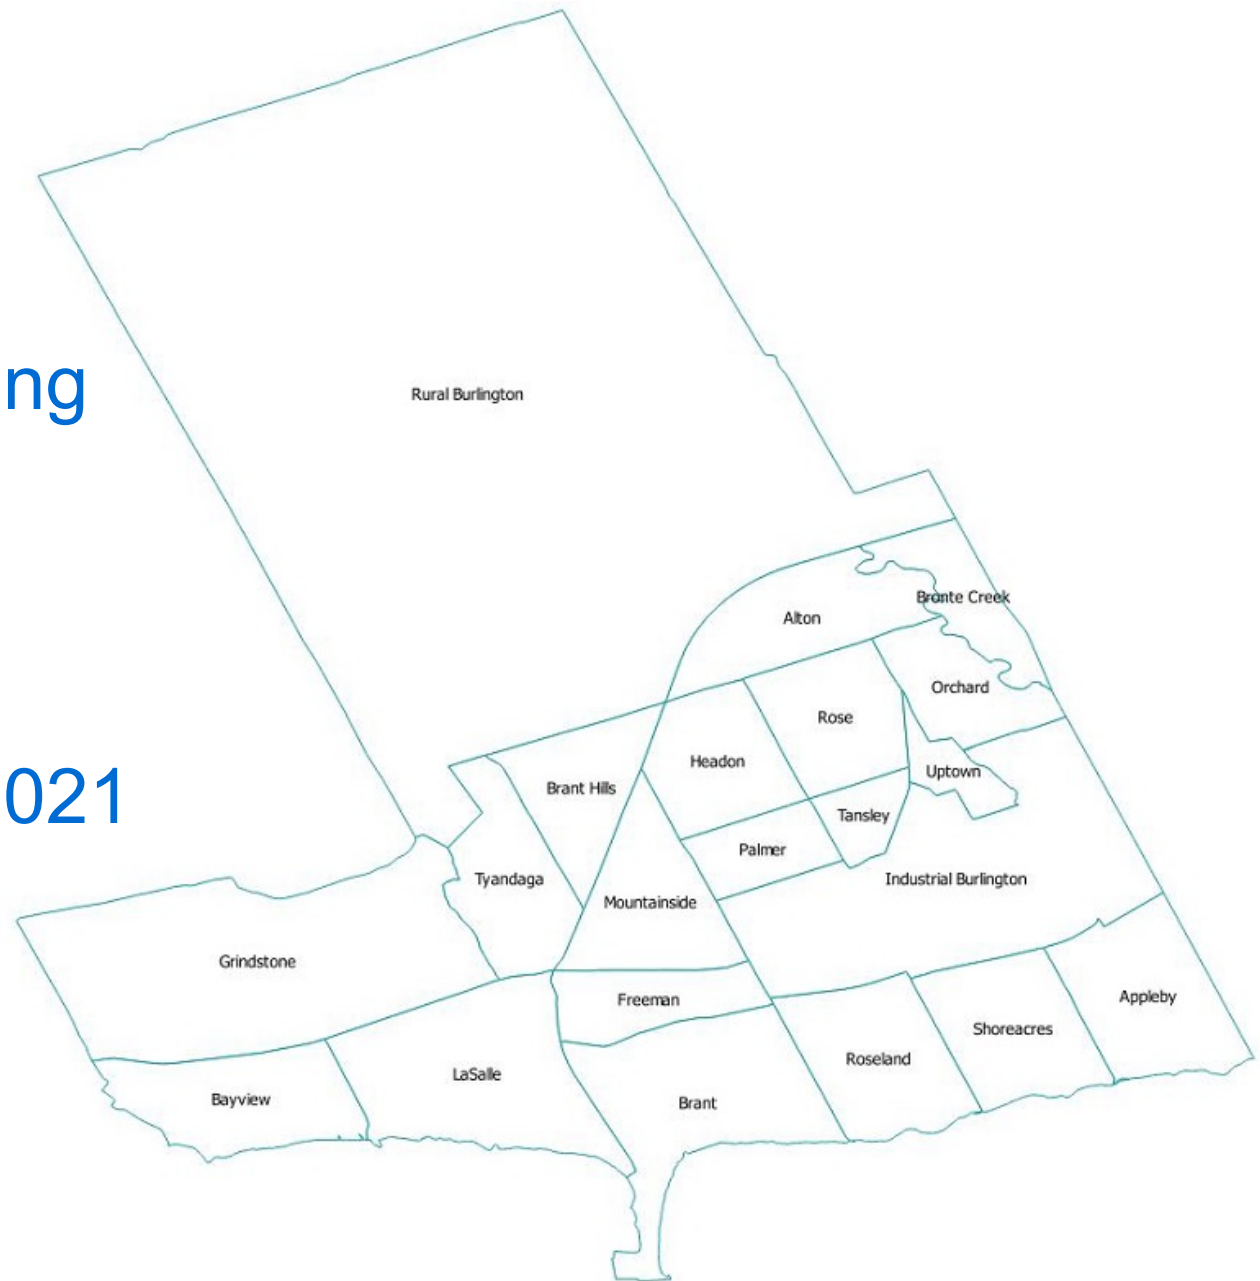 ng
Rural Burlington
Bronte Creek
Alton
Orchard
Rose
Headon
Uptown
Brant Hills
021
Tansley
Palmer
Tyandaga
Industrial Burlington
Mountainside
Grindstone
Appleby
Freeman
Shoreacres
Roseland
LaSalle
Bayview
Brant